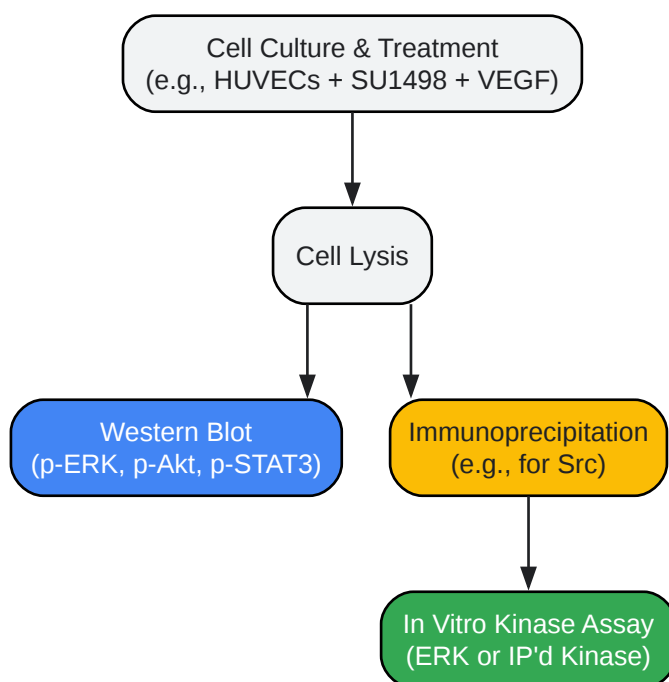 Cell Culture & Treatment
(e.g., HUVECs + SU1498 + VEGF)
Cell Lysis
Western Blot
(p-ERK, p-Akt, p-STAT3)
Immunoprecipitation
(e.g., for Src)
In Vitro Kinase Assay
(ERK or IP'd Kinase)